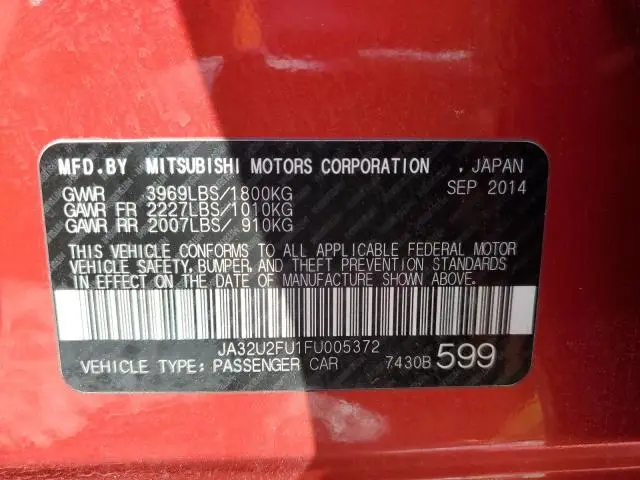 MFD.BY MITSUBISHI MOTORS CORPORATION , JAPAN
SEP 2014
GVWR 3969LBS/1800KG
GAWR FR 2227LBS/1010KG
GAWR RR 2007LBS/ 910KG
THIS VEHICLE CONFORMS TO ALL APPLICABLE FEDERAL MOTOR
VEHICLE SAFETY, BUMPER, AND THEFT PREVENTION STANDARDS
IN EFFECT ON THE DATE OF MANUFACTURE SHOWN ABOVE.
JA32U2FU1FU005372
VEHICLE TYPE: PASSENGER CAR 7430B 599